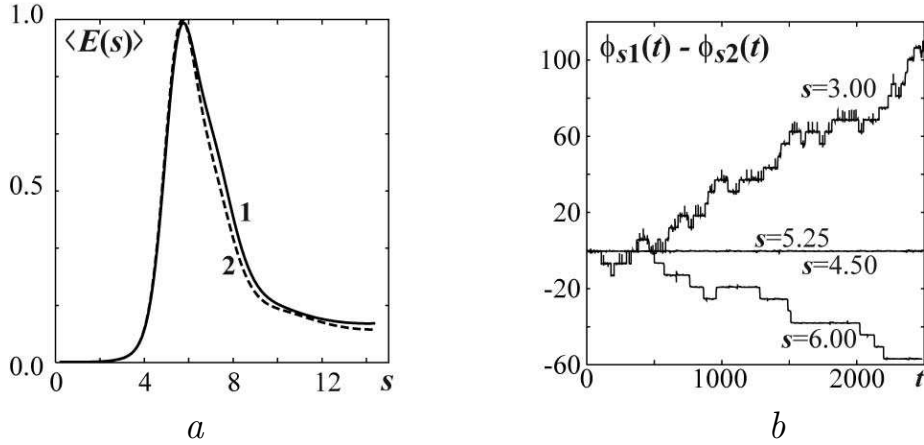 1.0
⟨E(s)⟩
0.5
1
2
0.0
0 4 8 12 s
a
ϕs1(t) - ϕs2(t)
100
s=3.00
60
20
s=5.25
s=4.50
-20
s=6.00
-60
0 1000 2000 t
b